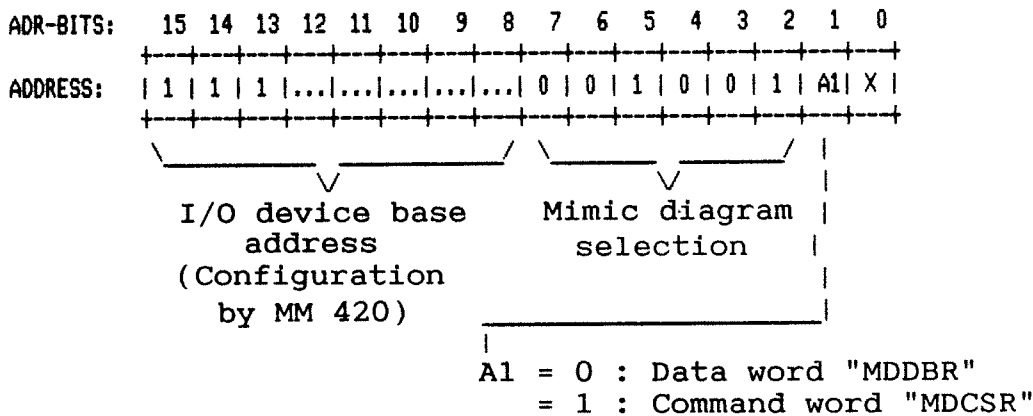 ADR-BITS: 15 14 13 12 11 10 9 8 7 6 5 4 3 2 1 0
ADDRESS: | 1 | 1 | 1 |...|...|...|...|...| 0 | 0 | 1 | 0 | 0 | 1 | A1| X |
I/O device base Mimic diagram
address selection
(Configuration
by MM 420)
A1 = 0 : Data word "MDDBR"
= 1 : Command word "MDCSR"